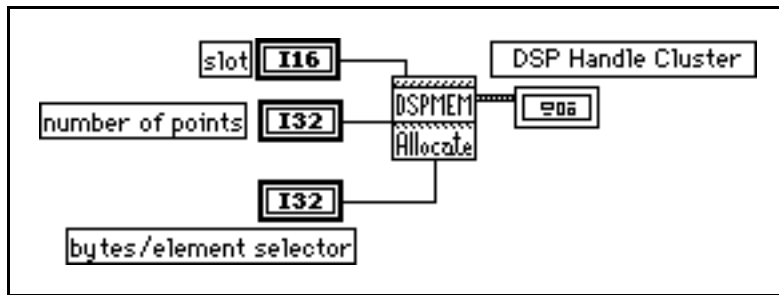 slot
I16
DSP Handle Cluster
DSPMEM
number of points
I32
Allocate
I32
bytes/element selector